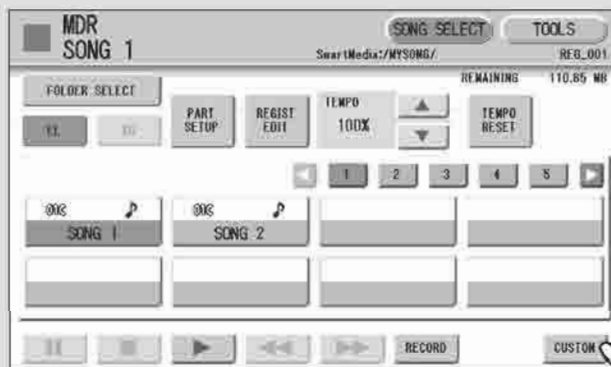 MDR
SONG 1
SONG SELECT
TOOLS
SmartMedia:/MYSONG/
REG_001
REMAINING 110.85 MB
FOLDER SELECT
PART SETUP
REGIST EDIT
TEMPO
100%
TEMPO RESET
1 2 3 4 5
SONG 1
SONG 2
RECORD
CUSTOM